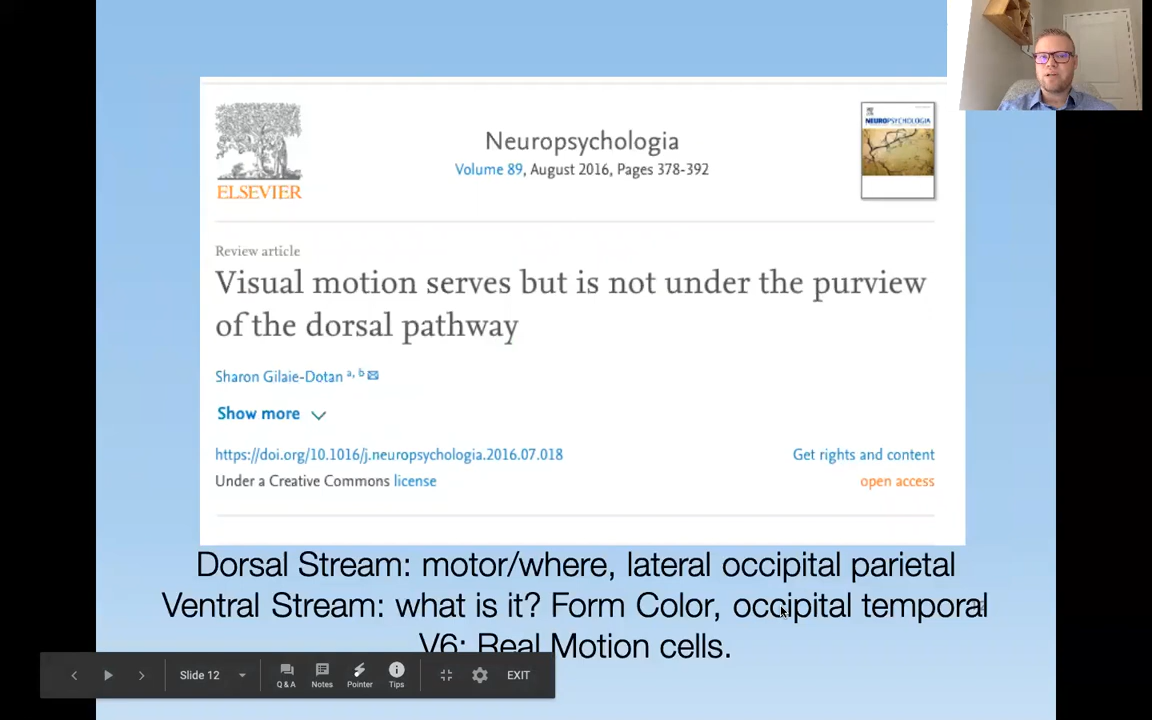 ELSEVIER
Neuropsychologia
Volume 89, August 2016, Pages 378-392
NEUROPSYCHOLOGIA
Review article
Visual motion serves but is not under the purview
of the dorsal pathway
Sharon Gilaie-Dotan a, b
Show more
https://doi.org/10.1016/j.neuropsychologia.2016.07.018
Get rights and content
Under a Creative Commons license
open access
Dorsal Stream: motor/where, lateral occipital parietal
Ventral Stream: what is it? Form Color, occipital temporal
V6: Real Motion cells.
Slide 12
Q & A
Notes
Pointer
Tips
EXIT